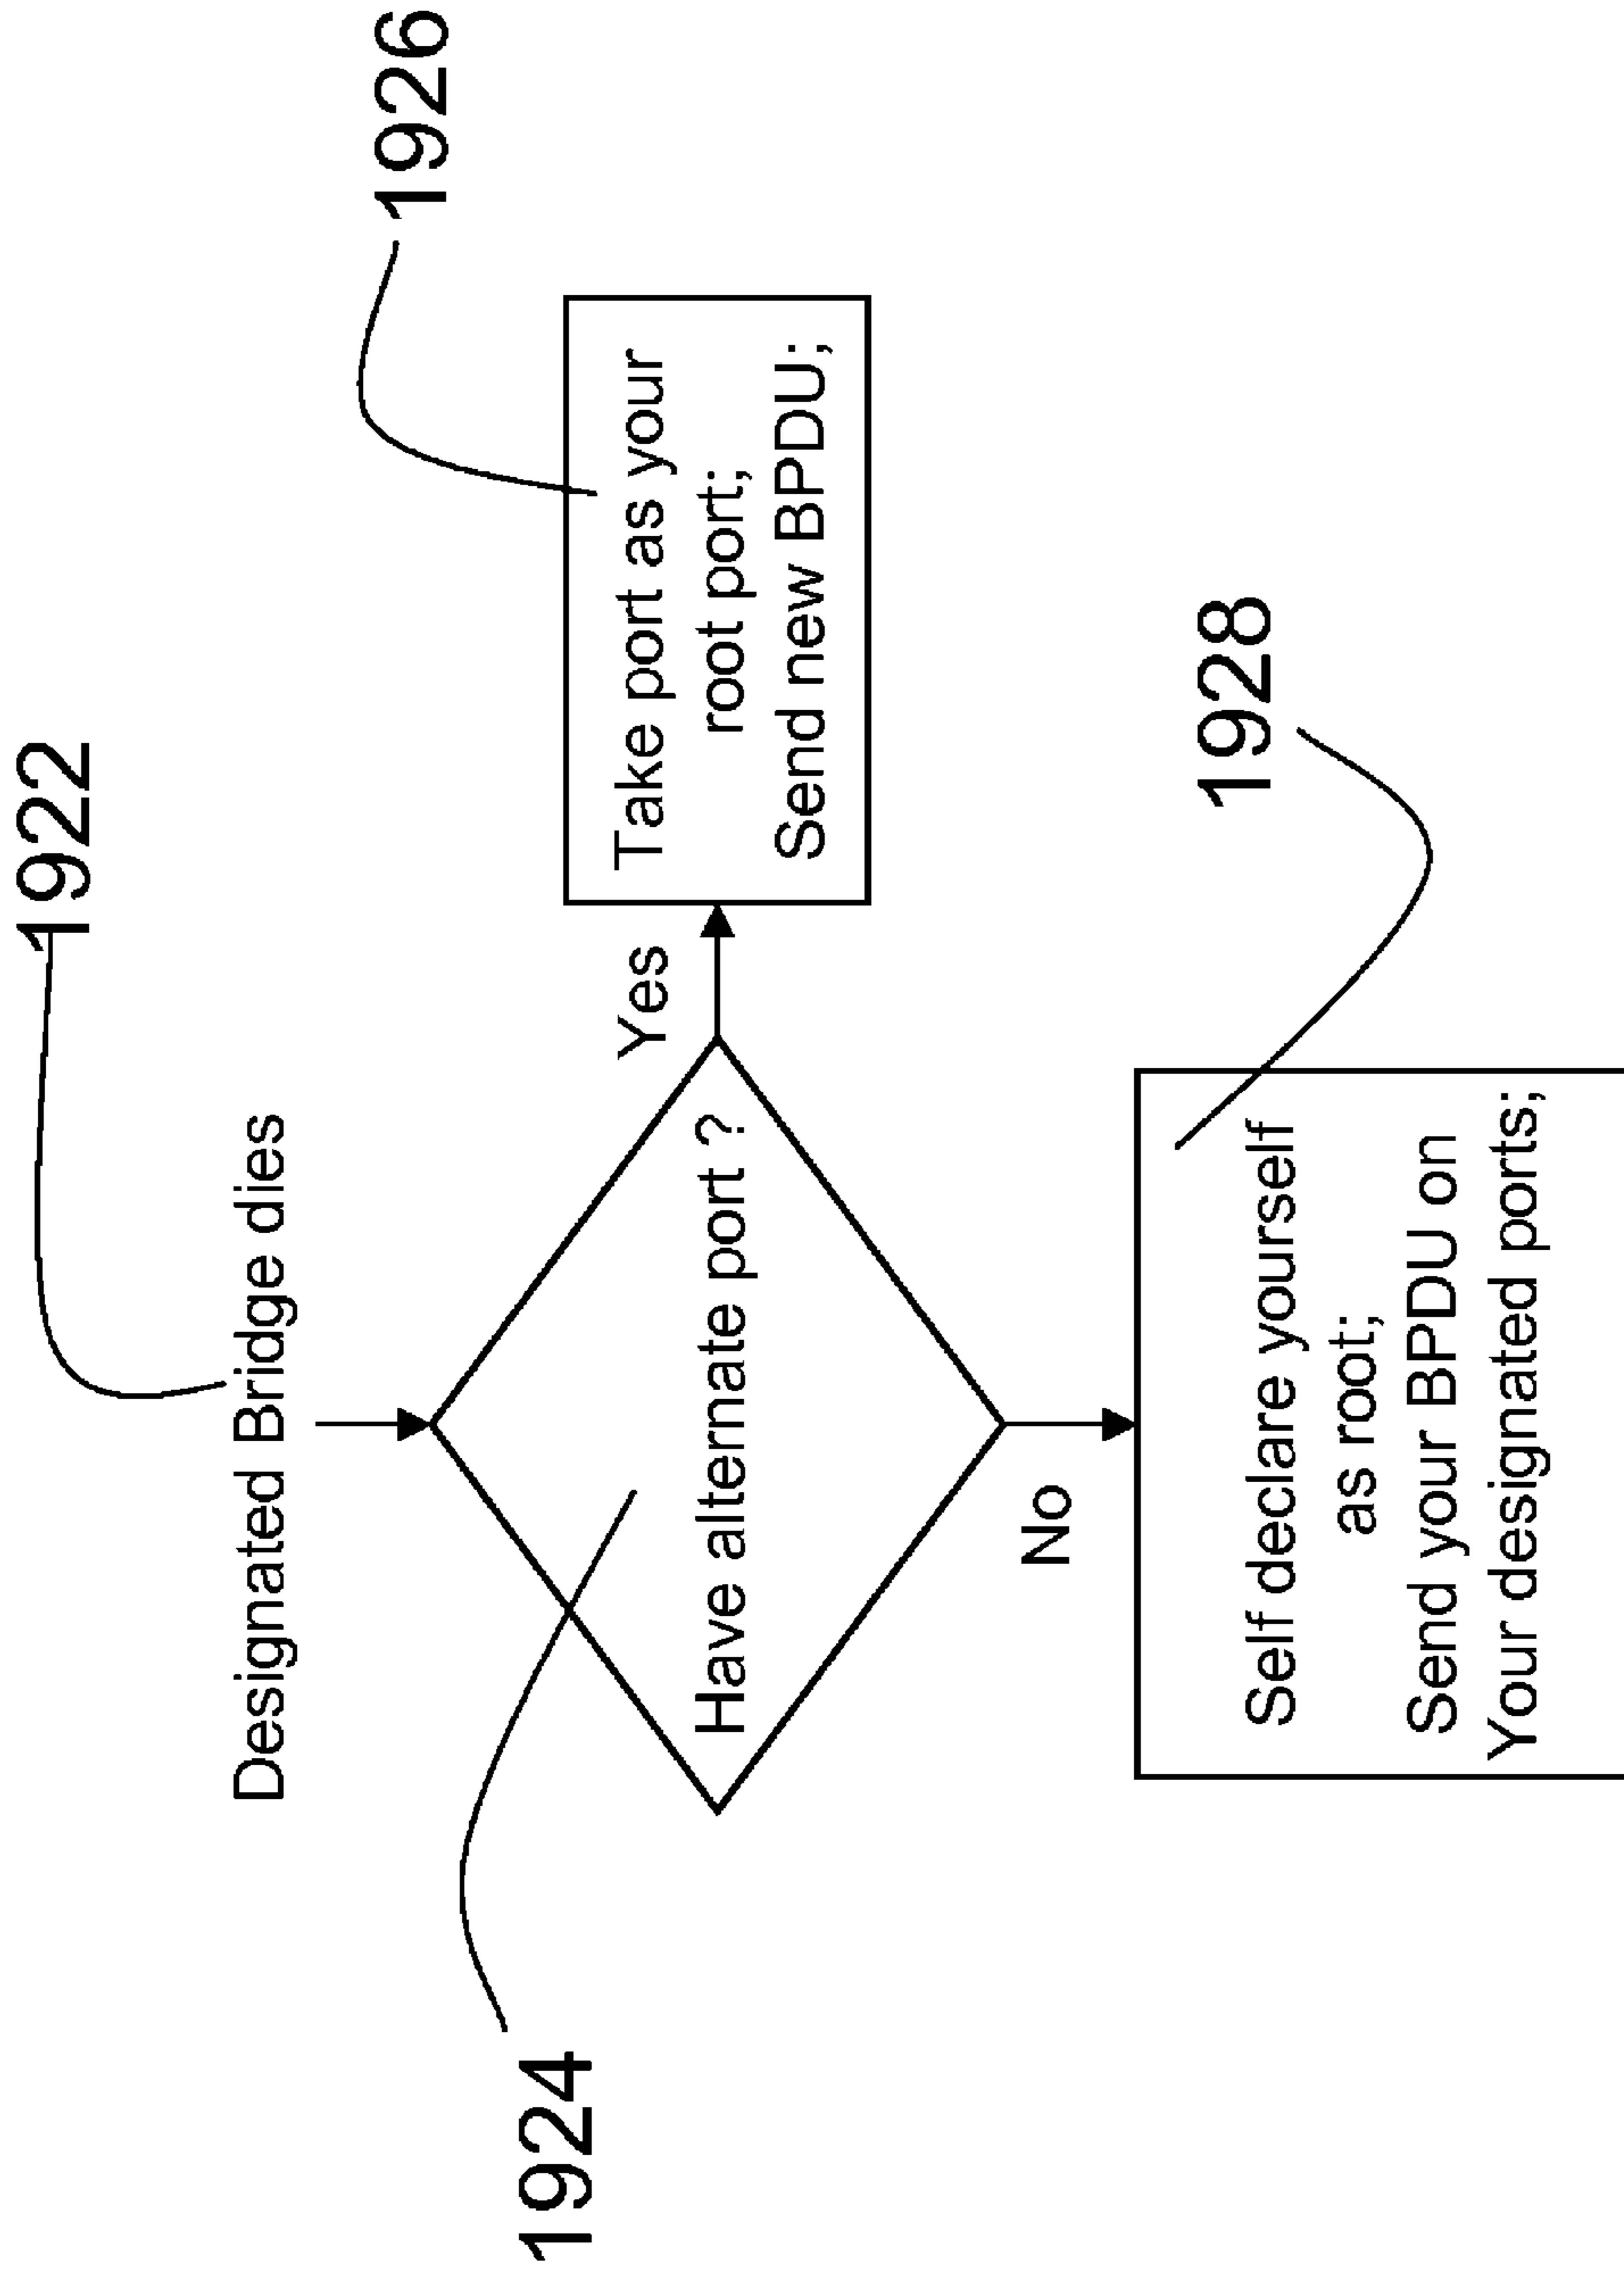 1922
Designated Bridge dies
1926
1924
Have alternate port ?
Yes
Take port as your
root port;
Send new BPDU;
No
1928
Self declare yourself
as root;
Send your BPDU on
Your designated ports;